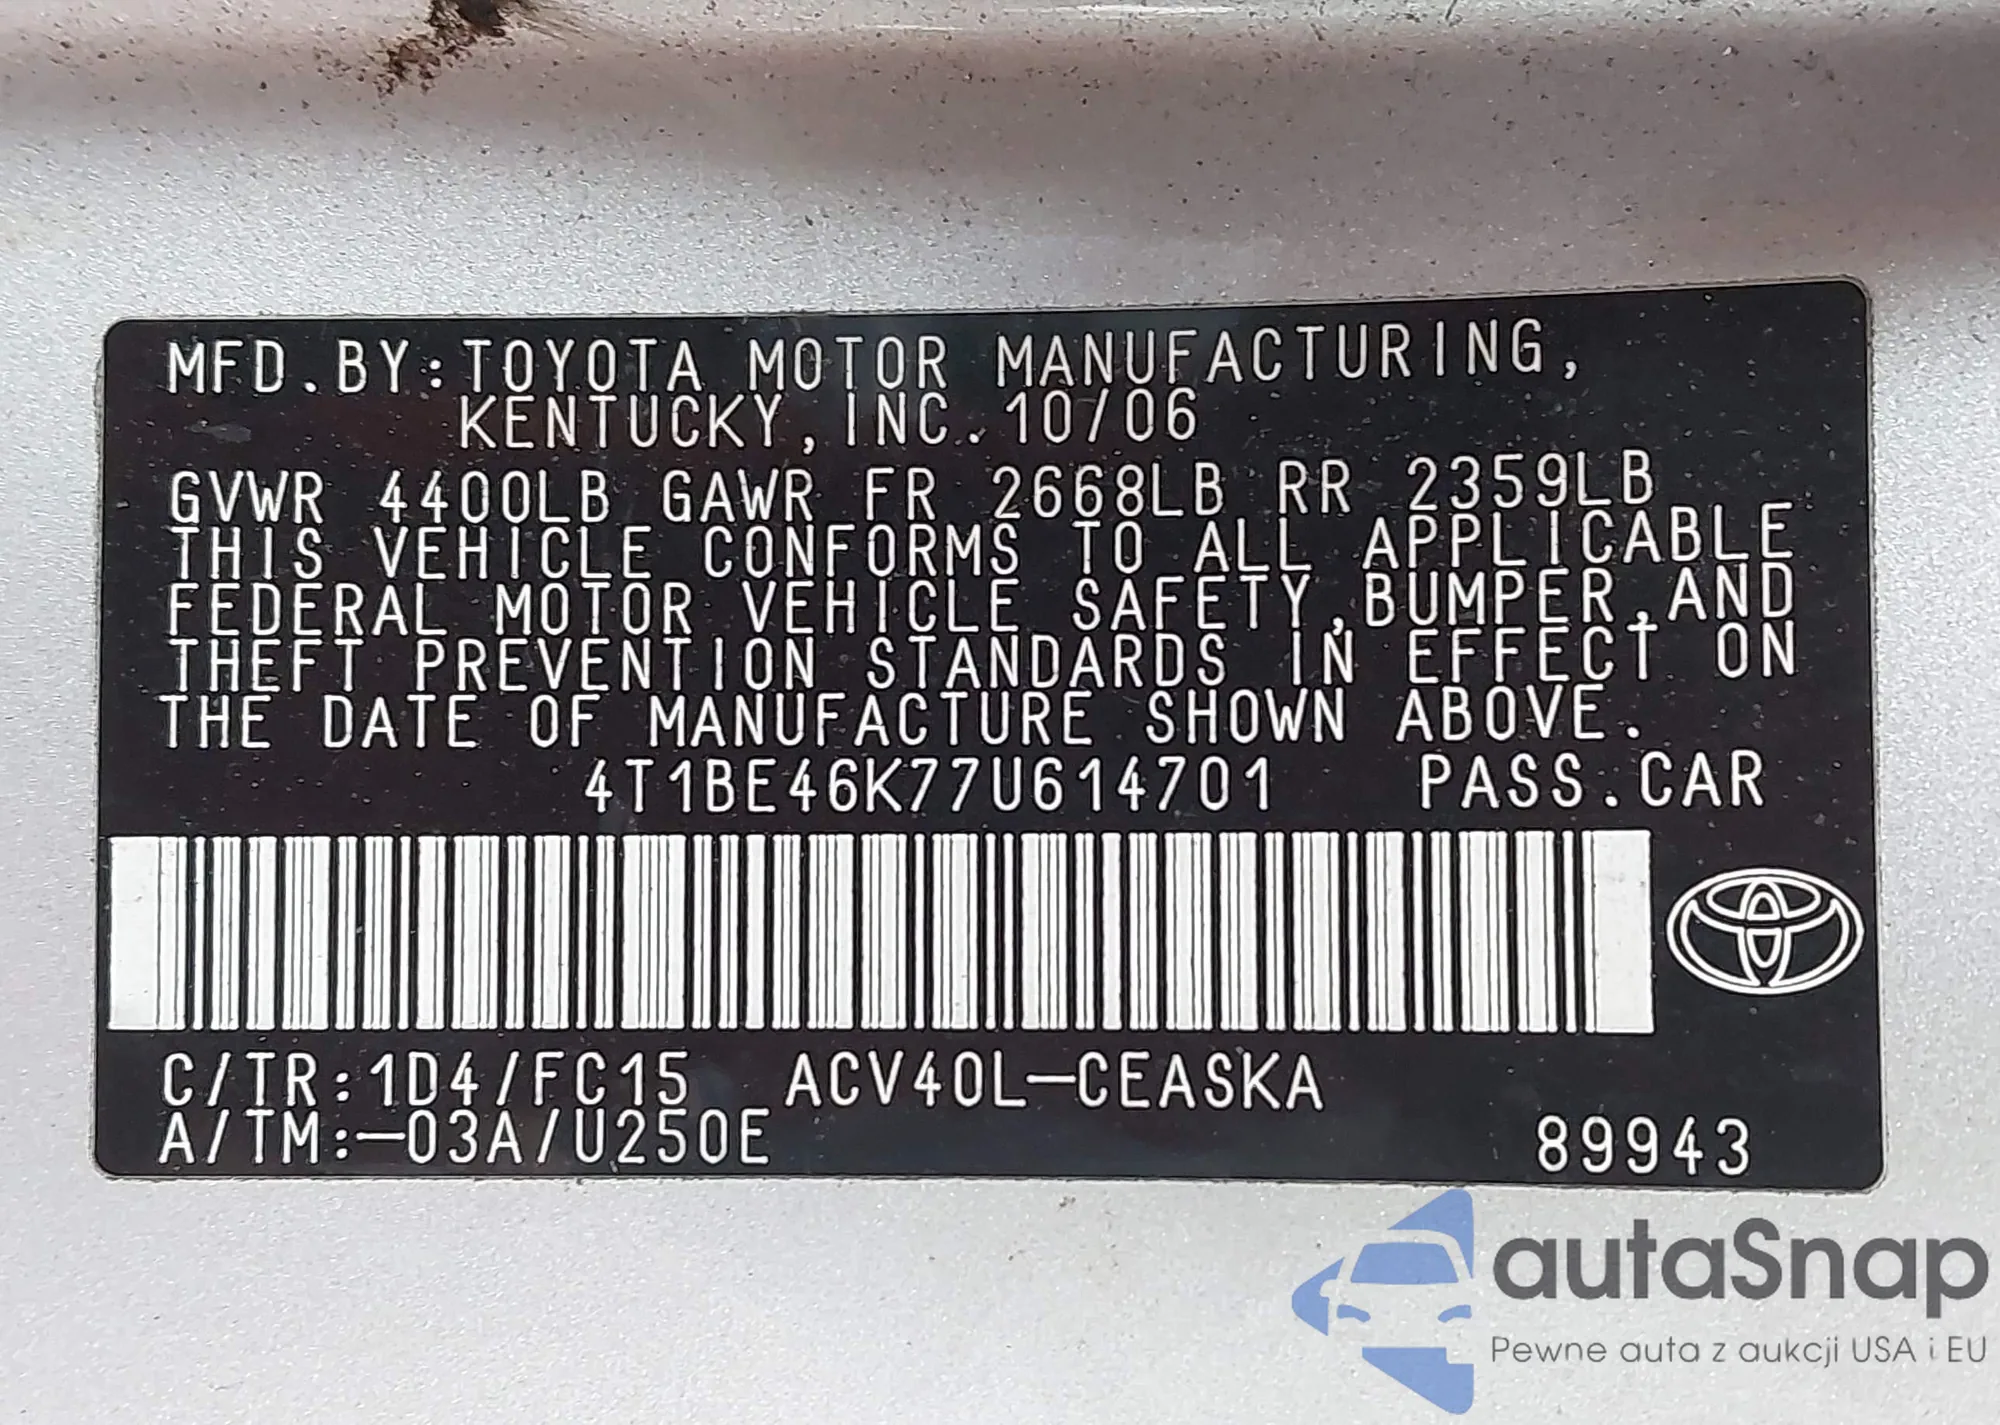 MFD.BY:TOYOTA MOTOR MANUFACTURING,
KENTUCKY,INC.10/06
GVWR 4400LB GAWR FR 2668LB RR 2359LB
THIS VEHICLE CONFORMS TO ALL APPLICABLE
FEDERAL MOTOR VEHICLE SAFETY,BUMPER,AND
THEFT PREVENTION STANDARDS IN EFFECT ON
THE DATE OF MANUFACTURE SHOWN ABOVE.
4T1BE46K77U614701 PASS.CAR
C/TR:1D4/FC15 ACV40L-CEASKA
A/TM:-03A/U250E 89943
autaSnap
Pewne auta z aukcji USA i EU